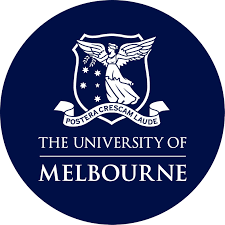 POSTERA CRESCAM LAUDE
THE UNIVERSITY OF
MELBOURNE